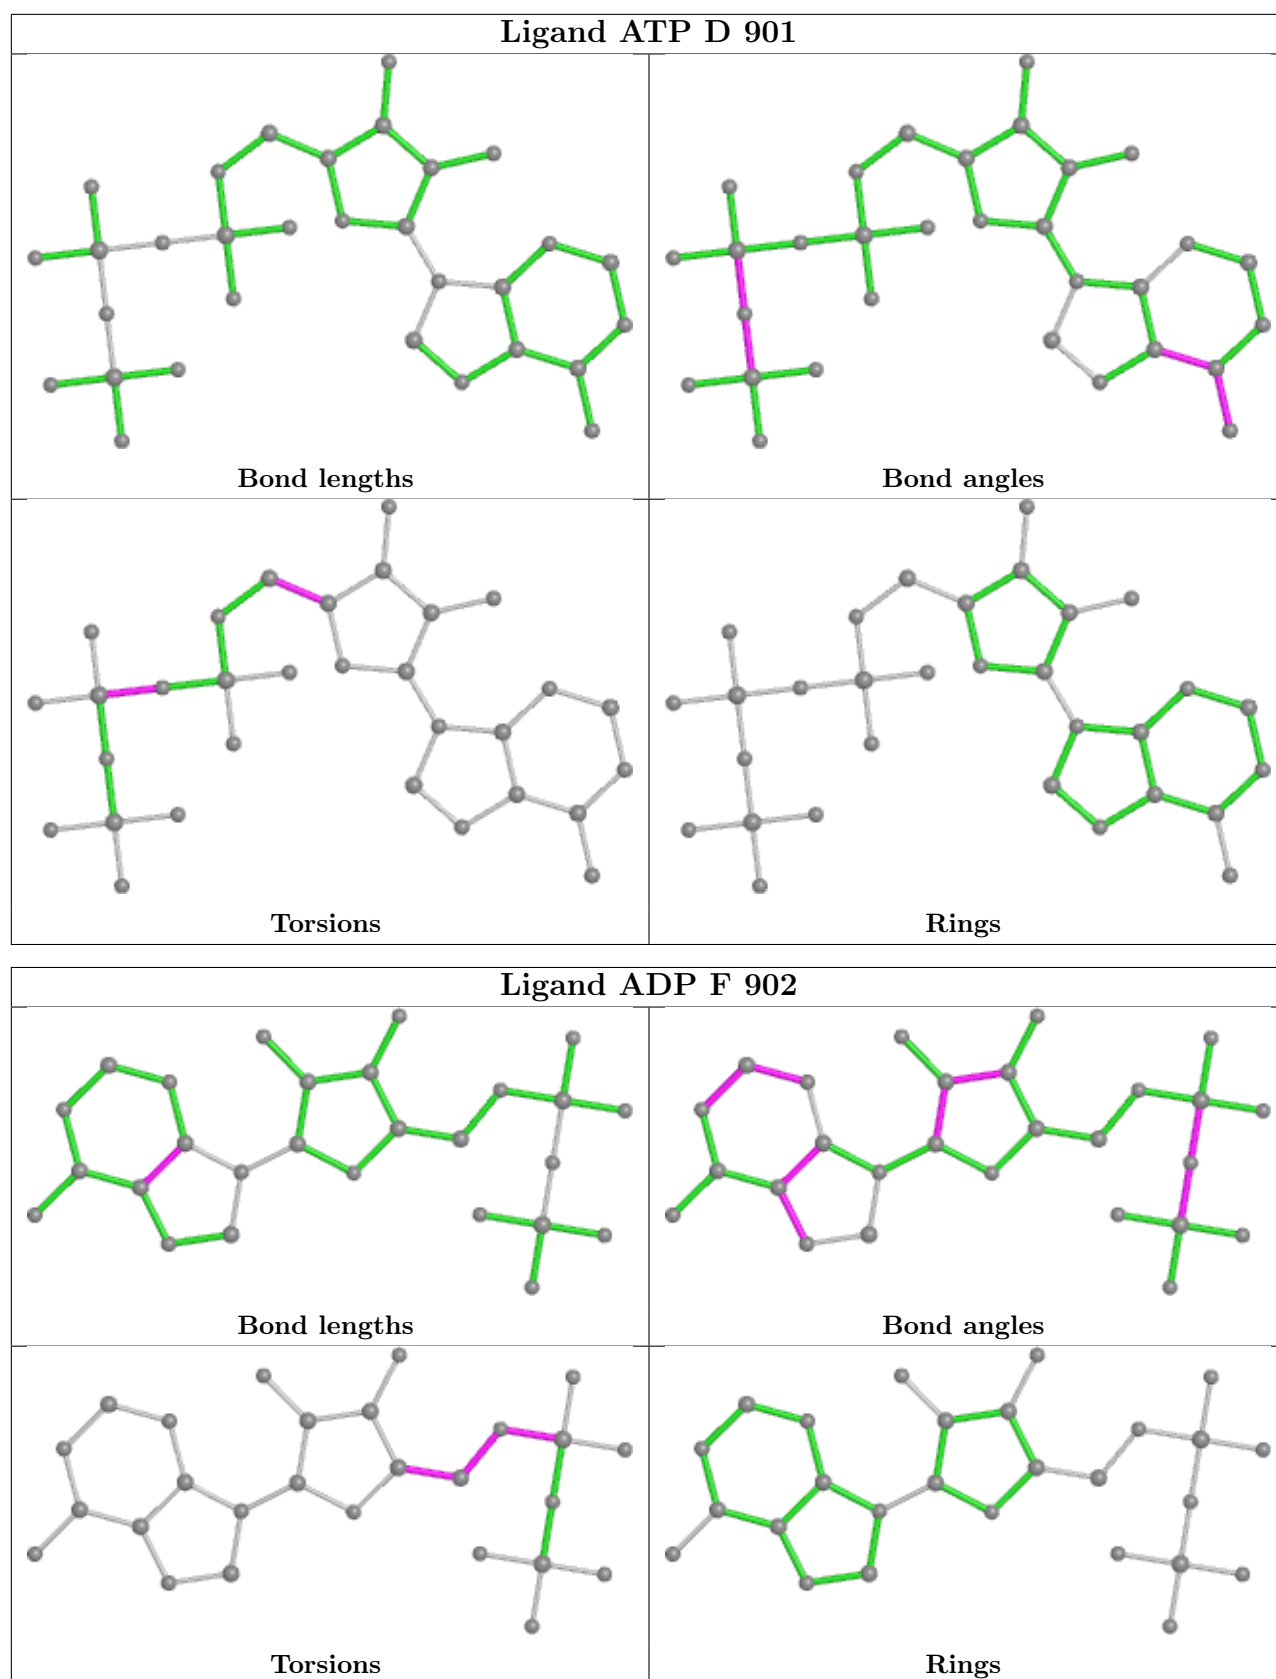 Ligand ATP D 901
Bond lengths
Bond angles
Torsions
Rings
Ligand ADP F 902
Bond lengths
Bond angles
Torsions
Rings